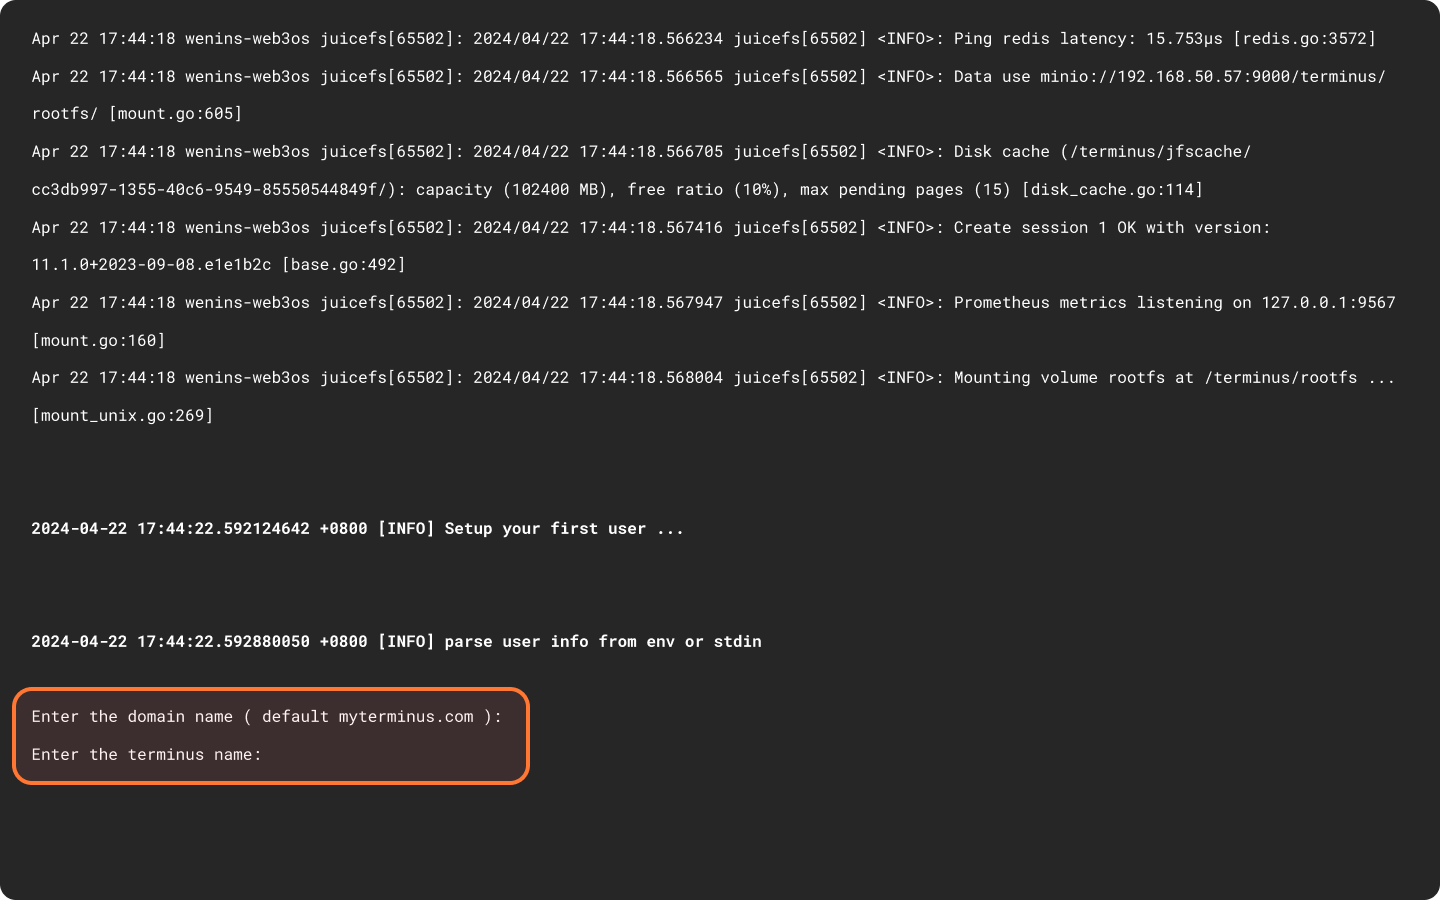 Apr 22 17:44:18 wenins-web3os juicefs[65502]: 2024/04/22 17:44:18.566234 juicefs[65502] <INFO>: Ping redis latency: 15.753µs [redis.go:3572]
Apr 22 17:44:18 wenins-web3os juicefs[65502]: 2024/04/22 17:44:18.566565 juicefs[65502] <INFO>: Data use minio://192.168.50.57:9000/terminus/
rootfs/ [mount.go:605]
Apr 22 17:44:18 wenins-web3os juicefs[65502]: 2024/04/22 17:44:18.566705 juicefs[65502] <INFO>: Disk cache (/terminus/jfscache/
cc3db997-1355-40c6-9549-85550544849f/): capacity (102400 MB), free ratio (10%), max pending pages (15) [disk_cache.go:114]
Apr 22 17:44:18 wenins-web3os juicefs[65502]: 2024/04/22 17:44:18.567416 juicefs[65502] <INFO>: Create session 1 OK with version:
11.1.0+2023-09-08.e1e1b2c [base.go:492]
Apr 22 17:44:18 wenins-web3os juicefs[65502]: 2024/04/22 17:44:18.567947 juicefs[65502] <INFO>: Prometheus metrics listening on 127.0.0.1:9567
[mount.go:160]
Apr 22 17:44:18 wenins-web3os juicefs[65502]: 2024/04/22 17:44:18.568004 juicefs[65502] <INFO>: Mounting volume rootfs at /terminus/rootfs ...
[mount_unix.go:269]
2024-04-22 17:44:22.592124642 +0800 [INFO] Setup your first user ...
2024-04-22 17:44:22.592880050 +0800 [INFO] parse user info from env or stdin
Enter the domain name ( default myterminus.com ):
Enter the terminus name: